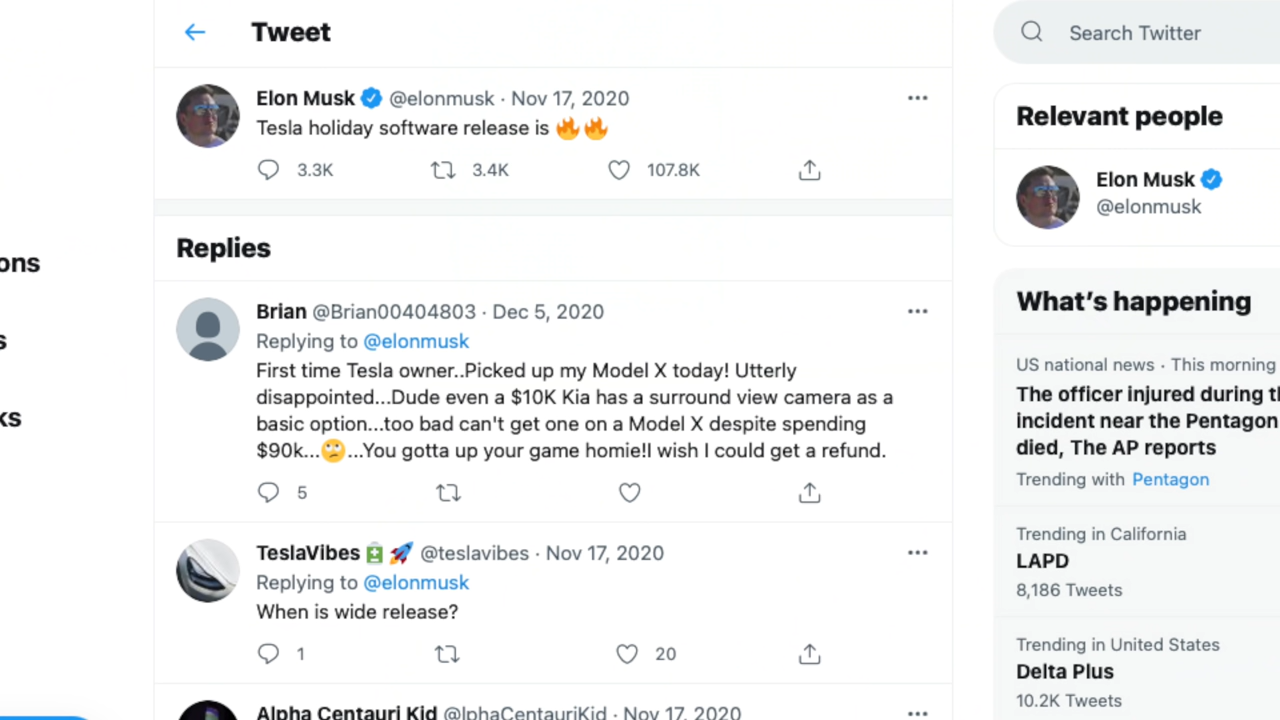 Tweet
Elon Musk @elonmusk · Nov 17, 2020
Tesla holiday software release is 🔥🔥
3.3K 3.4K 107.8K
Replies
Brian @Brian00404803 · Dec 5, 2020
Replying to @elonmusk
First time Tesla owner..Picked up my Model X today! Utterly
disappointed...Dude even a $10K Kia has a surround view camera as a
basic option...too bad can't get one on a Model X despite spending
$90k...🙄...You gotta up your game homie!I wish I could get a refund.
5
TeslaVibes 🔋🚀 @teslavibes · Nov 17, 2020
Replying to @elonmusk
When is wide release?
1 20
Alpha Centauri Kid @lphaCentauriKid · Nov 17, 2020
ons
s
ks
Search Twitter
Relevant people
Elon Musk
@elonmusk
What's happening
US national news · This morning
The officer injured during th
incident near the Pentagon
died, The AP reports
Trending with Pentagon
Trending in California
LAPD
8,186 Tweets
Trending in United States
Delta Plus
10.2K Tweets